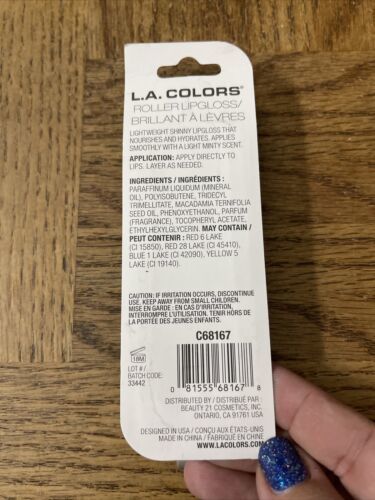 L.A. COLORS®
ROLLER LIPGLOSS/
BRILLANT À LÈVRES
LIGHTWEIGHT SHINNY LIPGLOSS THAT
NOURISHES AND HYDRATES. APPLIES
SMOOTHLY WITH A LIGHT MINTY SCENT.
APPLICATION: APPLY DIRECTLY TO
LIPS. LAYER AS NEEDED.
INGREDIENTS / INGRÉDIENTS :
PARAFFINUM LIQUIDUM (MINERAL
OIL), POLYISOBUTENE, TRIDECYL
TRIMELLITATE, MACADAMIA TERNIFOLIA
SEED OIL, PHENOXYETHANOL, PARFUM
(FRAGRANCE), TOCOPHERYL ACETATE,
ETHYLHEXYLGLYCERIN. MAY CONTAIN /
PEUT CONTENIR : RED 6 LAKE
(CI 15850), RED 28 LAKE (CI 45410),
BLUE 1 LAKE (CI 42090), YELLOW 5
LAKE (CI 19140).
CAUTION: IF IRRITATION OCCURS, DISCONTINUE
USE. KEEP AWAY FROM SMALL CHILDREN.
MISE EN GARDE : EN CAS D'IRRITATION,
INTERROMPRE L'UTILISATION. TENIR HORS DE
LA PORTÉE DES JEUNES ENFANTS.
C68167
18M
LOT # /
BATCH CODE:
33442
0 81555 68167 8
DISTRIBUTED BY / DISTRIBUÉ PAR :
BEAUTY 21 COSMETICS, INC.
ONTARIO, CA 91761 USA
DESIGNED IN USA / CONÇU AUX ÉTATS-UNIS
MADE IN CHINA / FABRIQUÉ EN CHINE
WWW.LACOLORS.COM